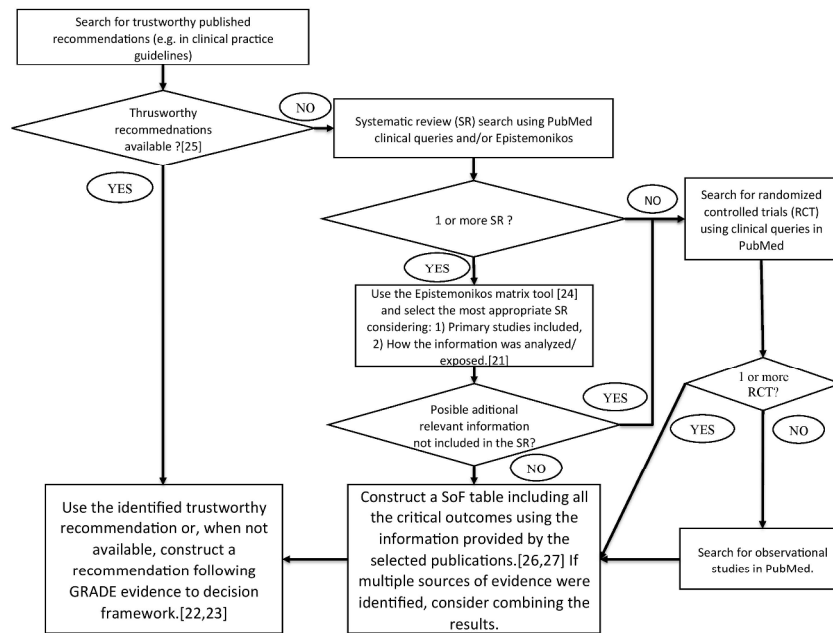 Search for trustworthy published
recommendations (e.g. in clinical practice
guidelines)
NO
Thrusworthy
recommednations
available ?[25]
Systematic review (SR) search using PubMed
clinical queries and/or Epistemonikos
YES
NO
1 or more SR ?
Search for randomized
controlled trials (RCT)
using clinical queries in
PubMed
YES
Use the Epistemonikos matrix tool [24]
and select the most appropriate SR
considering: 1) Primary studies included,
2) How the information was analyzed/
exposed.[21]
1 or more
RCT?
YES
Posible aditional
relevant information
not included in the SR?
YES
NO
NO
Use the identified trustworthy
recommendation or, when not
available, construct a
recommendation following
GRADE evidence to decision
framework.[22,23]
Construct a SoF table including all
the critical outcomes using the
information provided by the
selected publications.[26,27] If
multiple sources of evidence were
identified, consider combining the
results.
Search for observational
studies in PubMed.